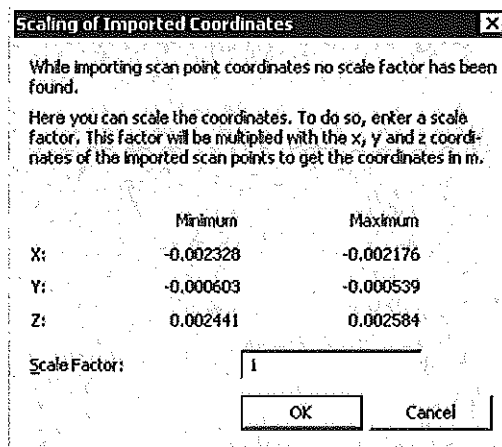 Scaling of Imported Coordinates
While importing scan point coordinates no scale factor has been
found.
Here you can scale the coordinates. To do so, enter a scale
factor. This factor will be multipied with the x, y and z coordi-
nates of the imported scan points to get the coordinates in m.
Minimum Maximum
X: -0.002328 -0.002176
Y: -0.000603 -0.000539
Z: 0.002441 0.002584
Scale Factor: 1
OK Cancel